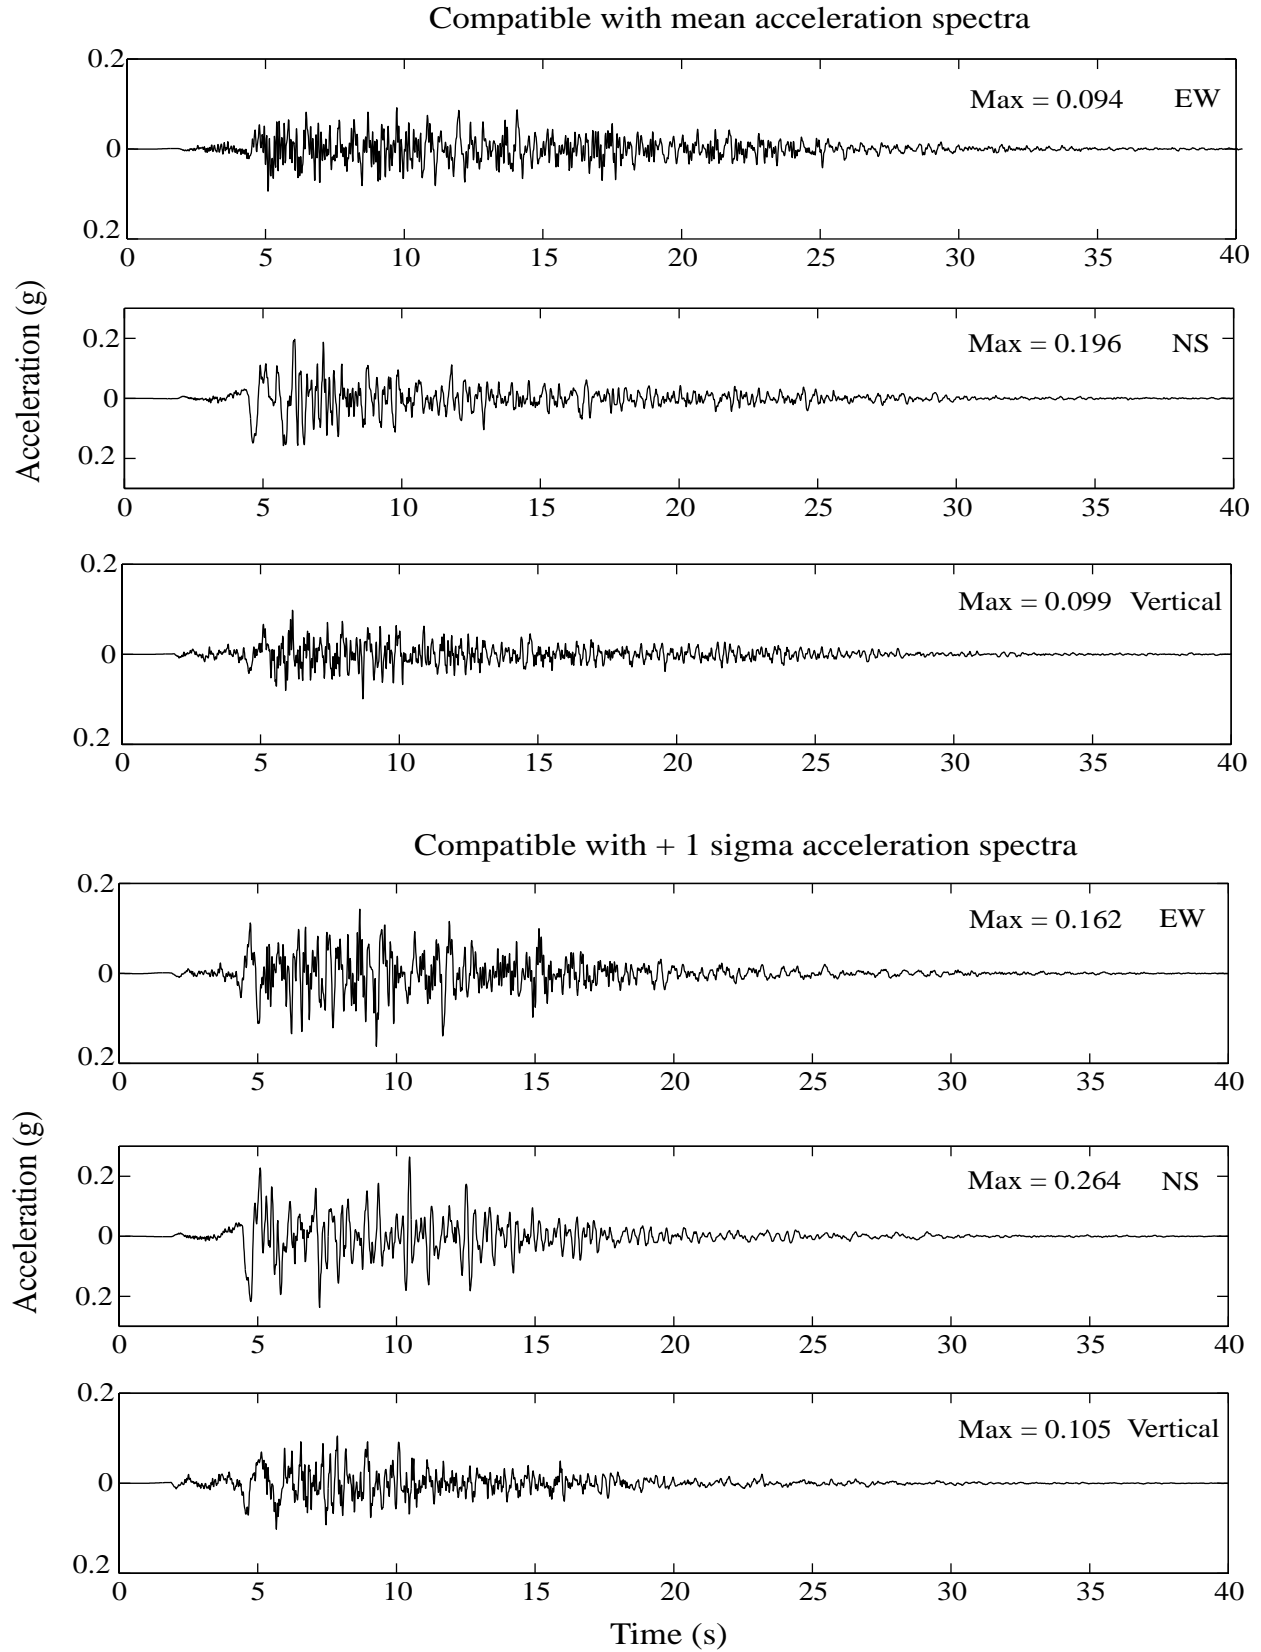 Compatible with mean acceleration spectra
0.2
Max = 0.094 EW
0
0.2
0 5 10 15 20 25 30 35 40
Acceleration (g)
0.2
Max = 0.196 NS
0
0.2
0 5 10 15 20 25 30 35 40
0.2
Max = 0.099 Vertical
0
0.2
0 5 10 15 20 25 30 35 40
Compatible with + 1 sigma acceleration spectra
0.2
Max = 0.162 EW
0
0.2
0 5 10 15 20 25 30 35 40
Acceleration (g)
0.2
Max = 0.264 NS
0
0.2
0 5 10 15 20 25 30 35 40
0.2
Max = 0.105 Vertical
0
0.2
0 5 10 15 20 25 30 35 40
Time (s)